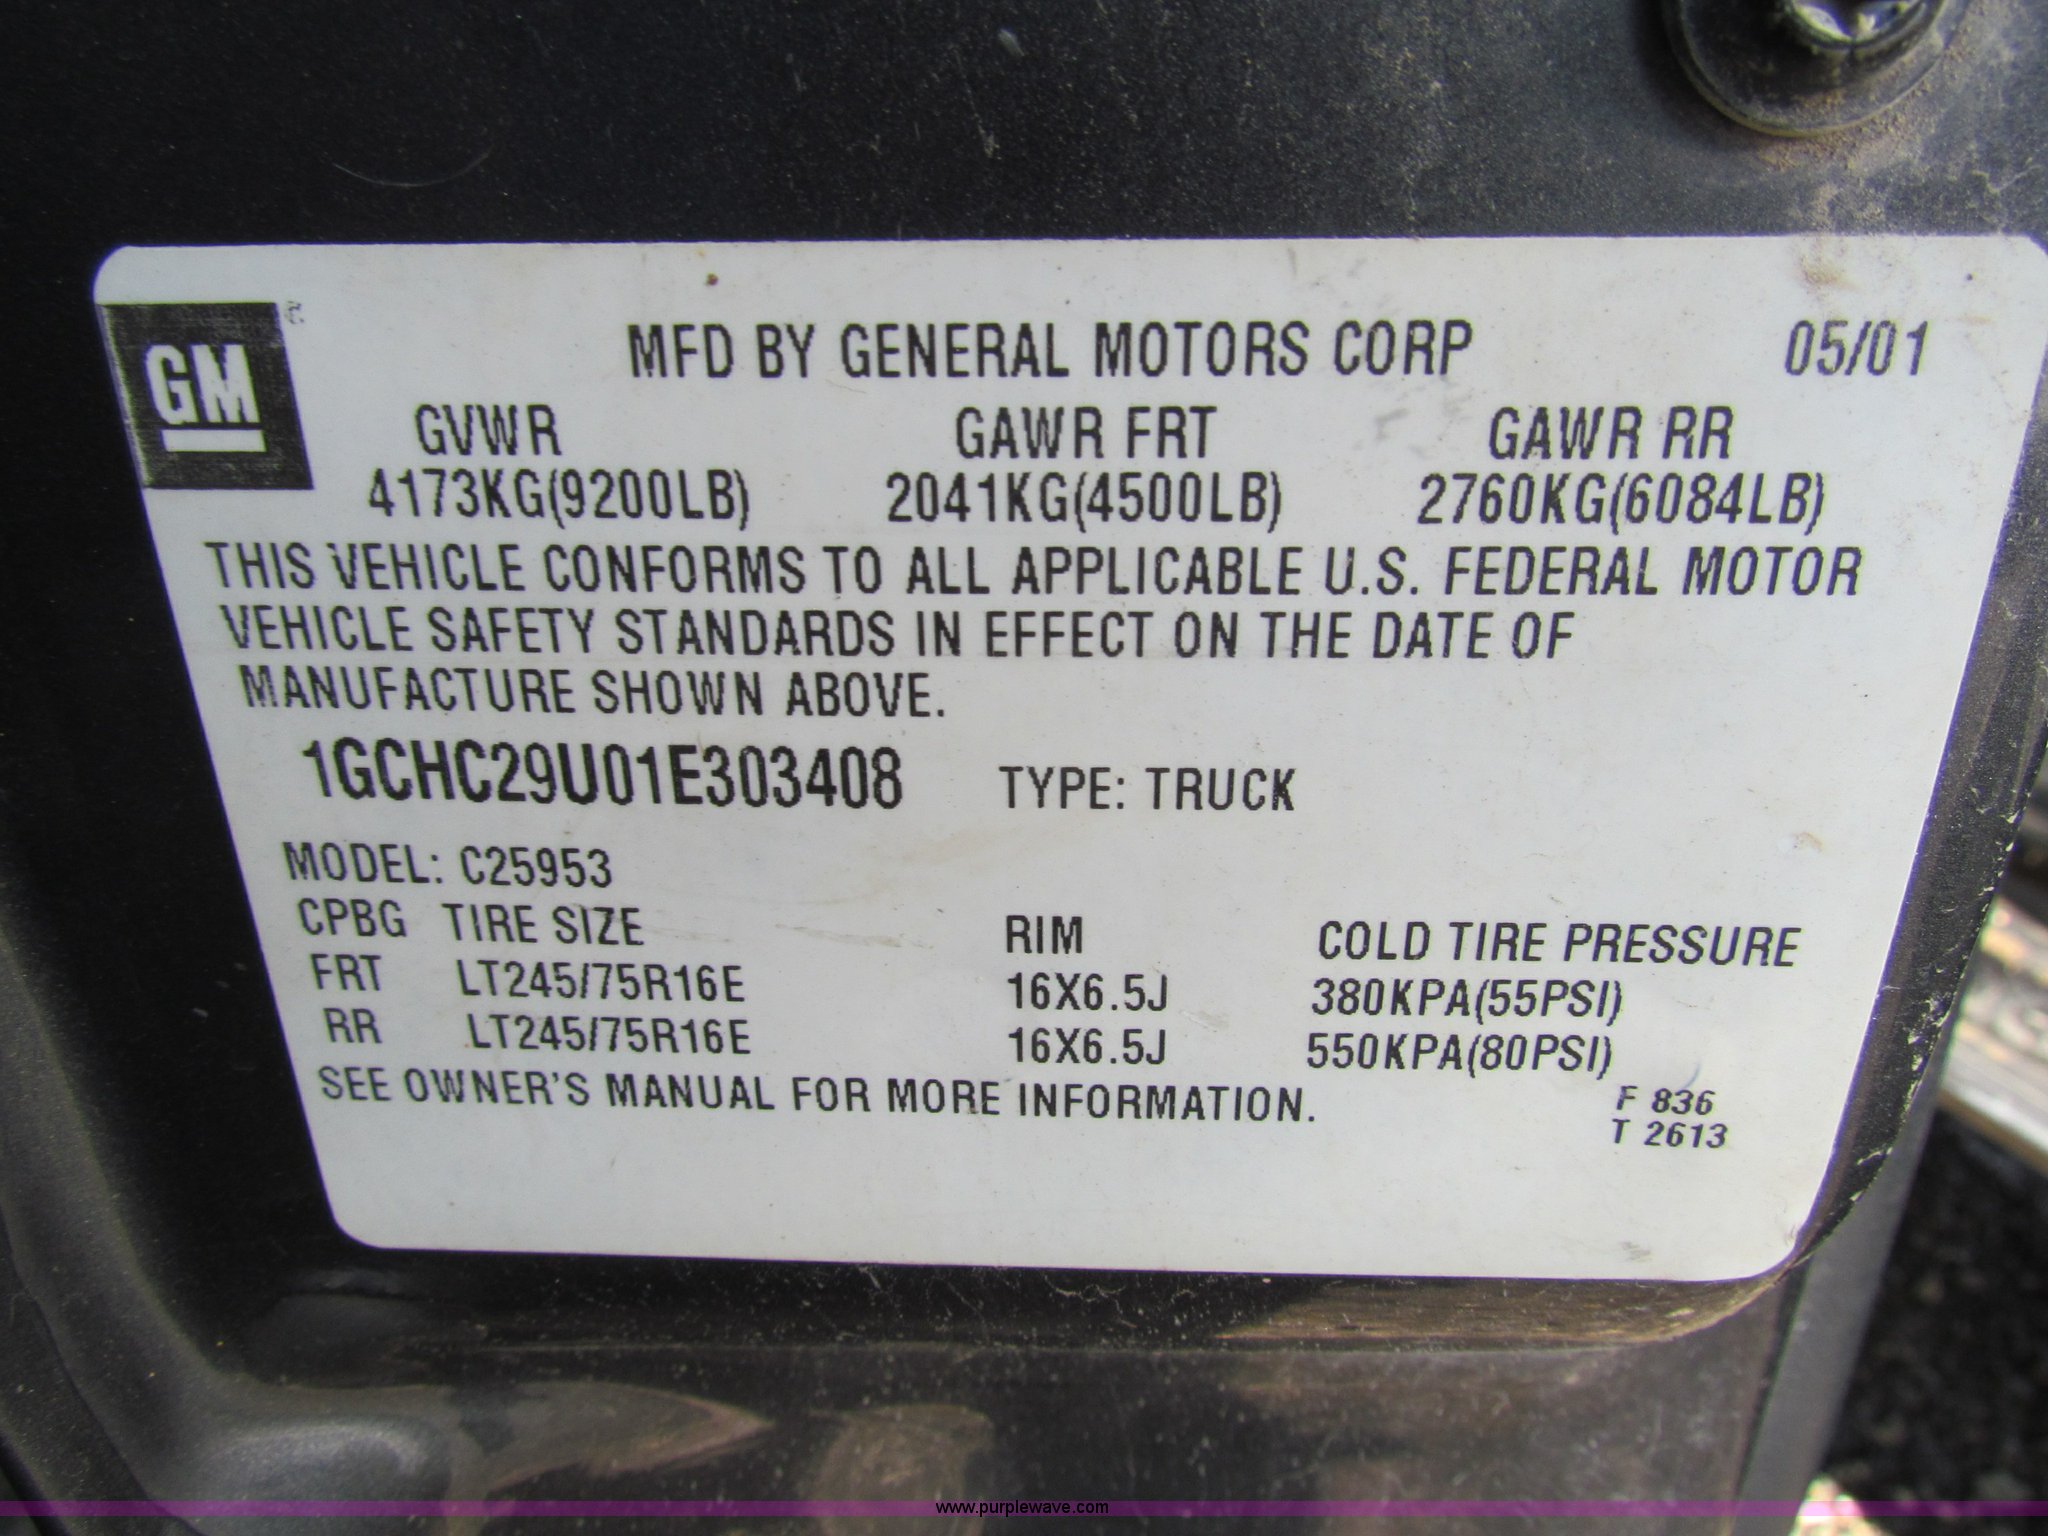 GM
MFD BY GENERAL MOTORS CORP 05/01
GVWR GAWR FRT GAWR RR
4173KG(9200LB) 2041KG(4500LB) 2760KG(6084LB)
THIS VEHICLE CONFORMS TO ALL APPLICABLE U.S. FEDERAL MOTOR
VEHICLE SAFETY STANDARDS IN EFFECT ON THE DATE OF
MANUFACTURE SHOWN ABOVE.
1GCHC29U01E303408 TYPE: TRUCK
MODEL: C25953
CPBG TIRE SIZE RIM COLD TIRE PRESSURE
FRT LT245/75R16E 16X6.5J 380KPA(55PSI)
RR LT245/75R16E 16X6.5J 550KPA(80PSI)
SEE OWNER'S MANUAL FOR MORE INFORMATION.
F 836
T 2613
www.purplewave.com